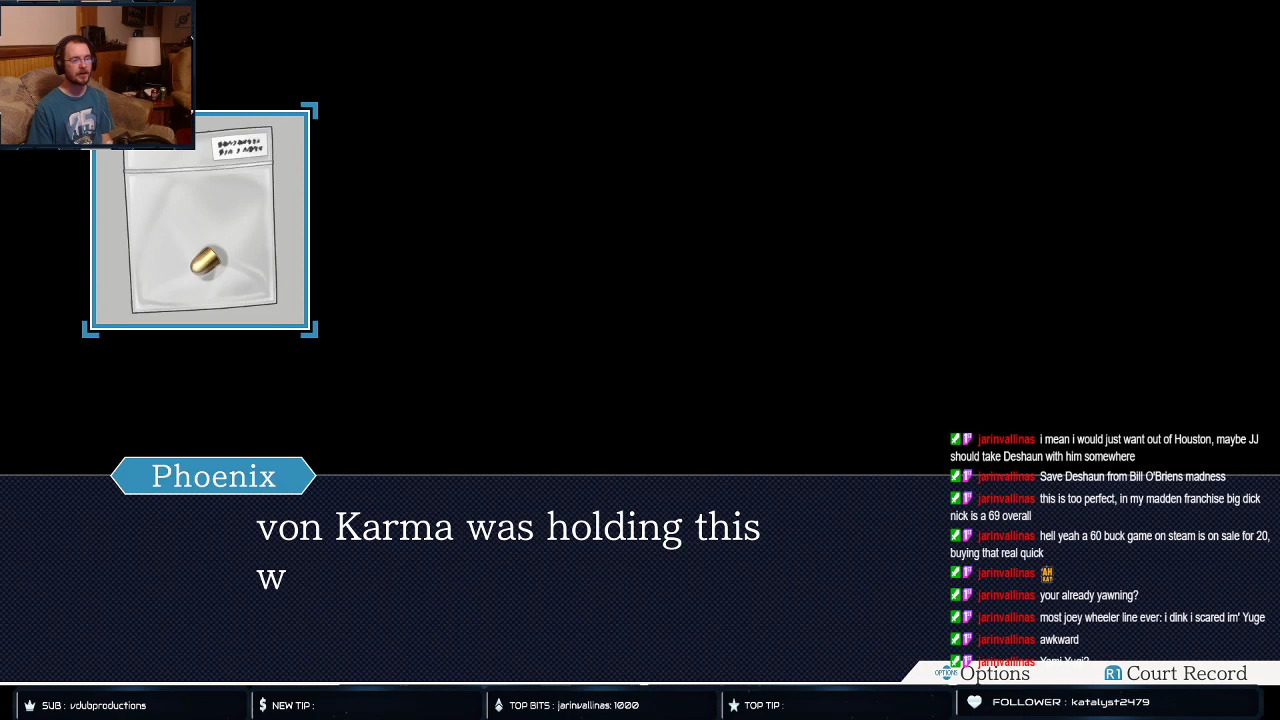 Phoenix
von Karma was holding this
w
jarinvallinas i mean i would just want out of Houston, maybe JJ
should take Deshaun with him somewhere
jarinvallinas Save Deshaun from Bill O'Briens madness
jarinvallinas this is too perfect, in my madden franchise big dick
nick is a 69 overall
jarinvallinas hell yeah a 60 buck game on steam is on sale for 20,
buying that real quick
jarinvallinas
jarinvallinas your already yawning?
jarinvallinas most joey wheeler line ever: i dink i scared im' Yuge
jarinvallinas awkward
jarinvallinas Yami Yugi?
OPTIONS Options
R1 Court Record
SUB : vdubproductions
NEW TIP :
TOP BITS : jarinvallinas: 1000
TOP TIP :
FOLLOWER : katalyst2479